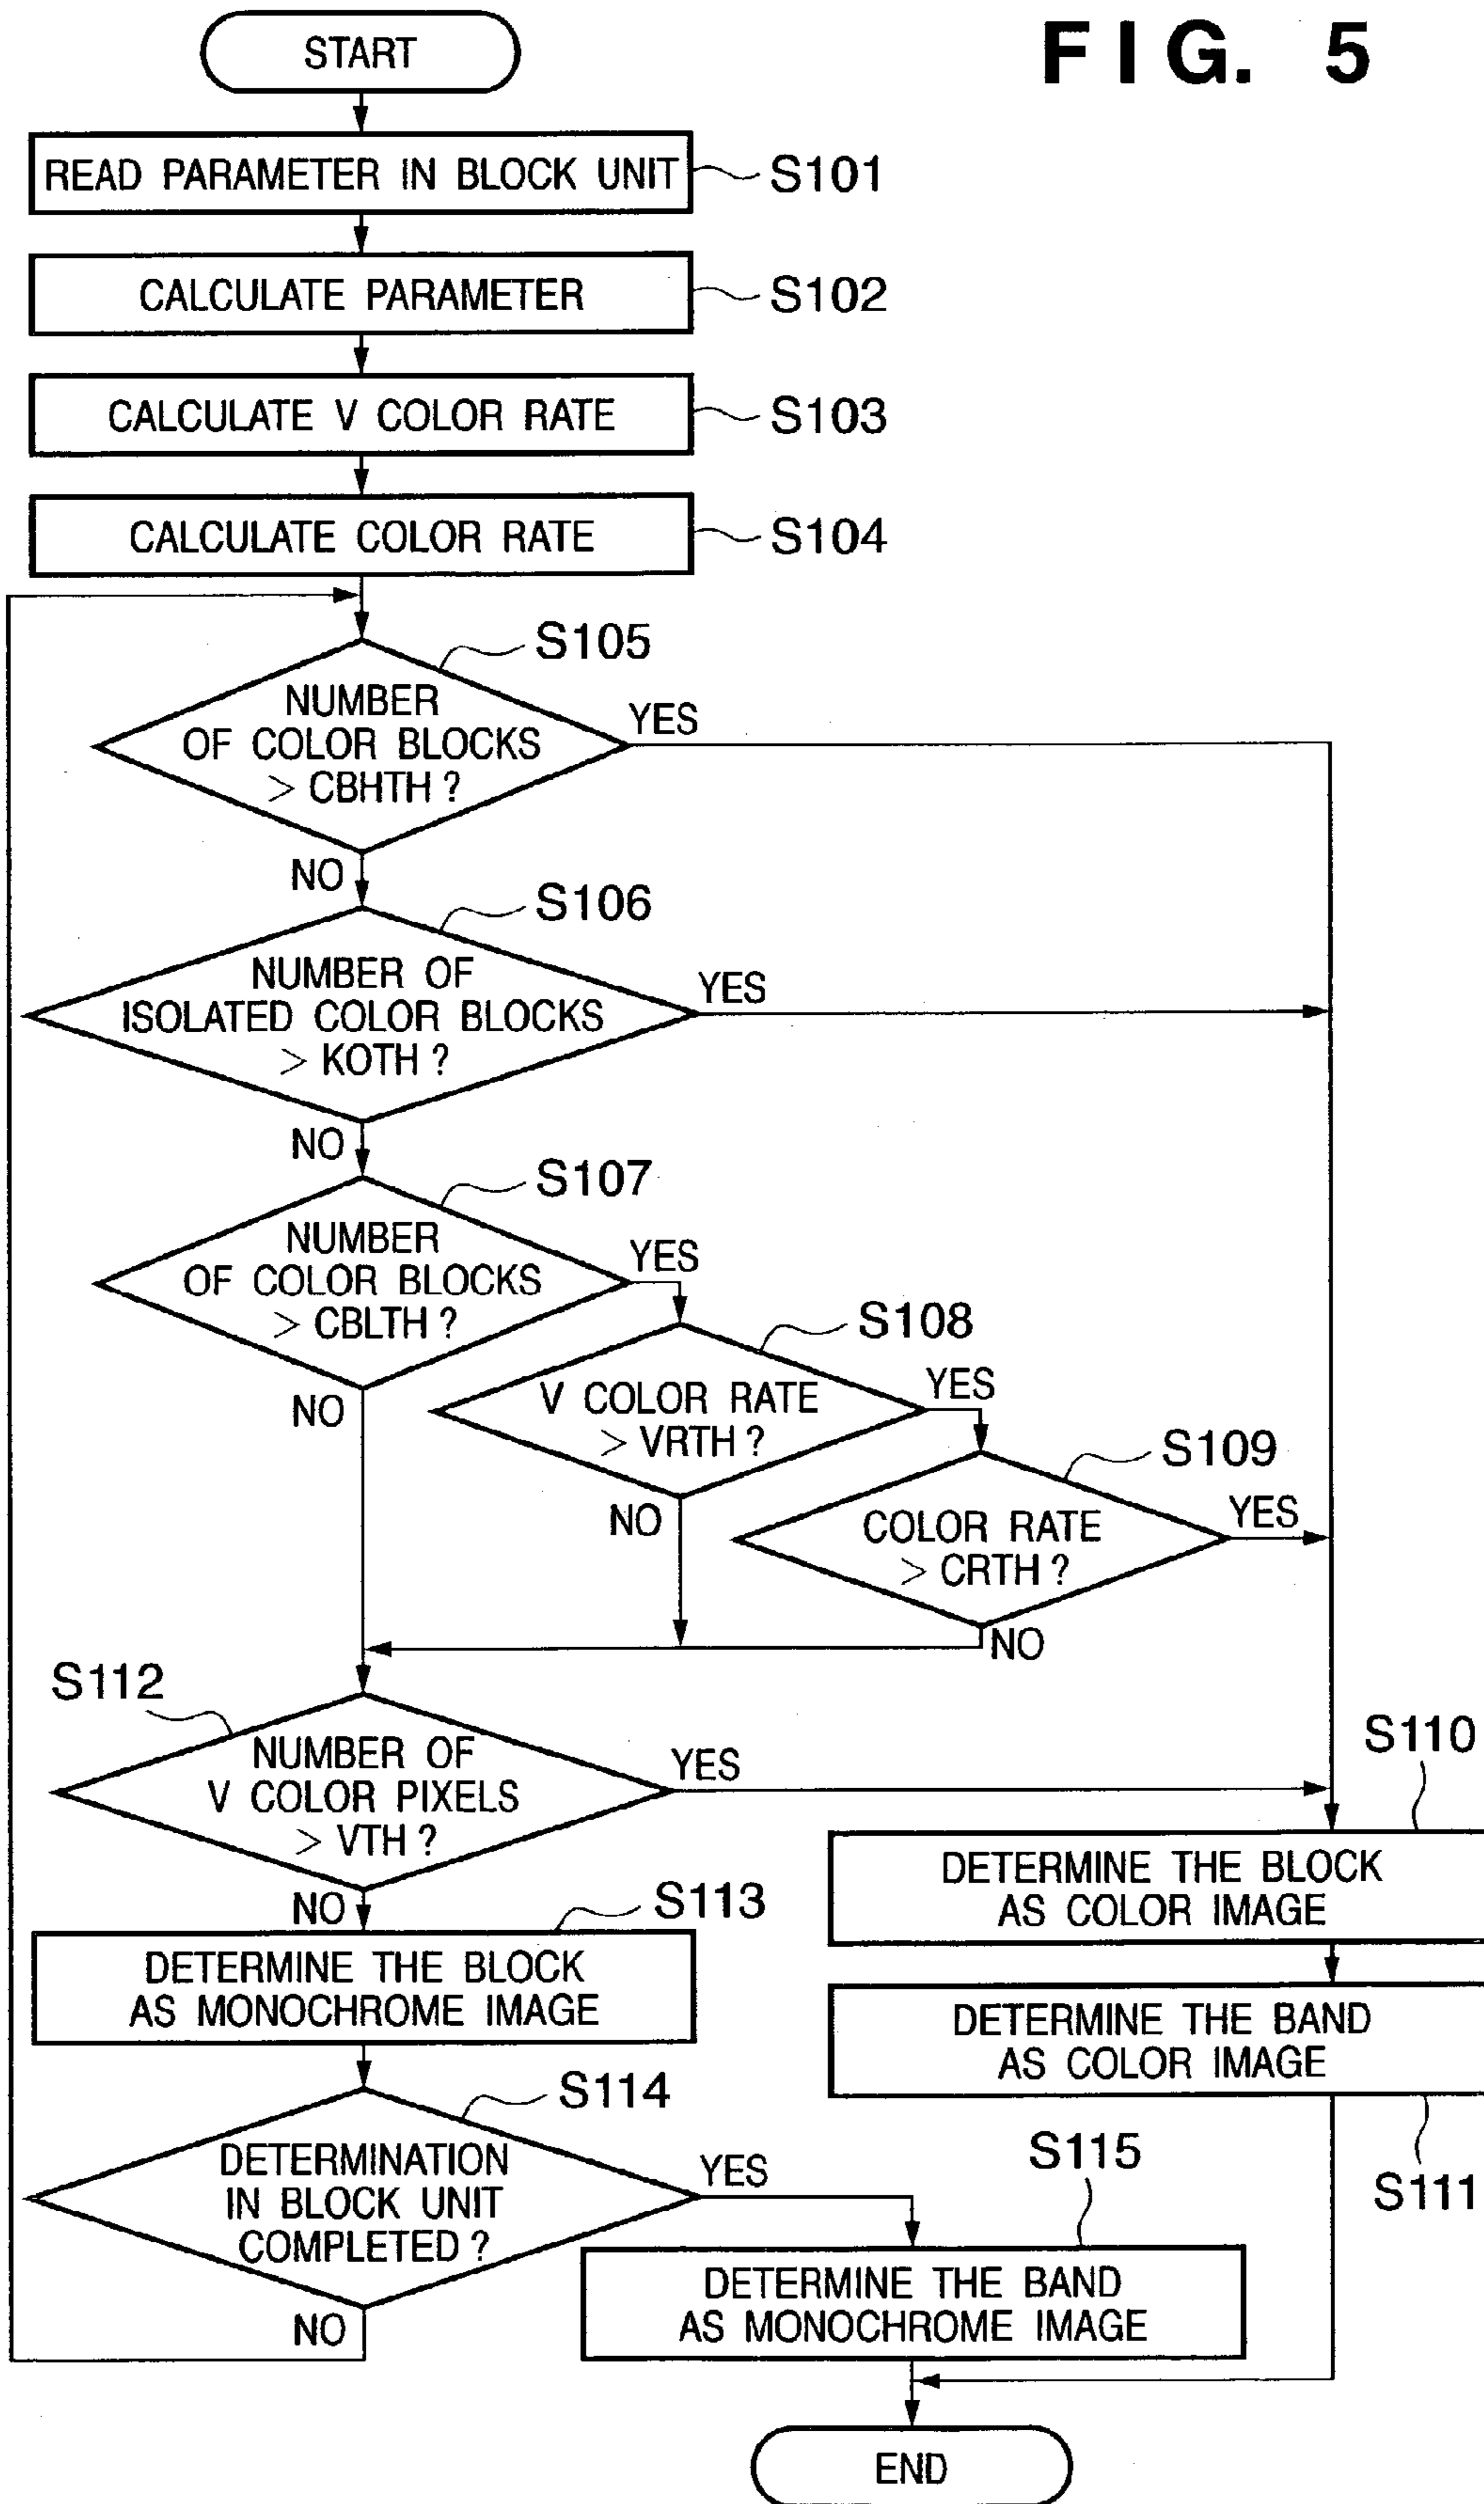 FIG. 5
START
READ PARAMETER IN BLOCK UNIT
S101
CALCULATE PARAMETER
S102
CALCULATE V COLOR RATE
S103
CALCULATE COLOR RATE
S104
S105
NUMBER
OF COLOR BLOCKS
> CBHTH ?
YES
NO
S106
NUMBER OF
ISOLATED COLOR BLOCKS
> KOTH ?
YES
NO
S107
NUMBER
OF COLOR BLOCKS
> CBLTH ?
YES
NO
S108
V COLOR RATE
> VRTH ?
YES
NO
S109
COLOR RATE
> CRTH ?
YES
NO
S112
NUMBER OF
V COLOR PIXELS
> VTH ?
YES
NO
S110
DETERMINE THE BLOCK
AS COLOR IMAGE
S113
DETERMINE THE BLOCK
AS MONOCHROME IMAGE
DETERMINE THE BAND
AS COLOR IMAGE
S111
S114
DETERMINATION
IN BLOCK UNIT
COMPLETED ?
YES
NO
S115
DETERMINE THE BAND
AS MONOCHROME IMAGE
END